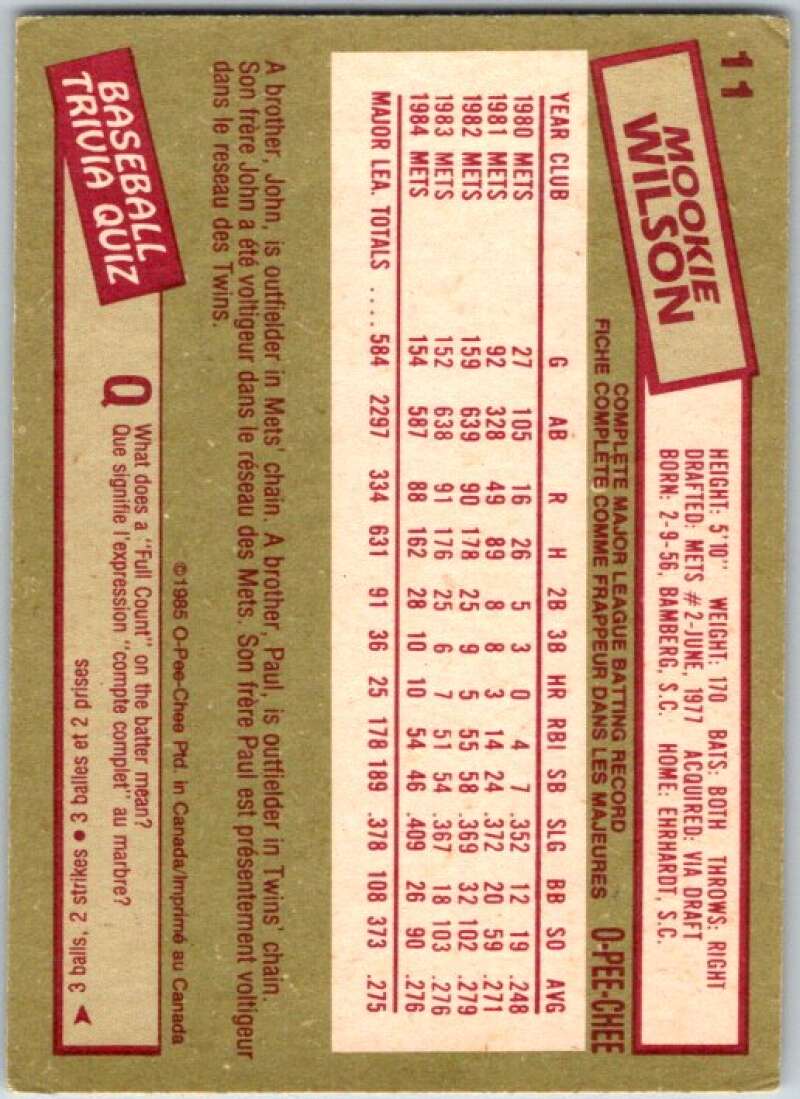 11
MOOKIE
WILSON
HEIGHT: 5'10" WEIGHT: 170 BATS: BOTH THROWS: RIGHT
DRAFTED: METS #2-JUNE, 1977 ACQUIRED: VIA DRAFT
BORN: 2-9-56, BAMBERG, S.C. HOME: EHRHARDT, S.C.
COMPLETE MAJOR LEAGUE BATTING RECORD
FICHE COMPLÈTE COMME FRAPPEUR DANS LES MAJEURES O-PEE-CHEE
YEAR CLUB G AB R H 2B 3B HR RBI SB SLG BB SO AVG
1980 METS 27 105 16 26 5 3 0 4 7 .352 12 19 .248
1981 METS 92 328 49 89 8 8 3 14 24 .372 20 59 .271
1982 METS 159 639 90 178 25 9 5 55 58 .369 32 102 .279
1983 METS 152 638 91 176 25 6 7 51 54 .367 18 103 .276
1984 METS 154 587 88 162 28 10 10 54 46 .409 26 90 .276
MAJOR LEA. TOTALS .... 584 2297 334 631 91 36 25 178 189 .378 108 373 .275
A brother, John, is outfielder in Mets' chain. A brother, Paul, is outfielder in Twins' chain.
Son frère John a été voltigeur dans le réseau des Mets. Son frère Paul est présentement voltigeur
dans le reseau des Twins.
©1985 O-Pee-Chee Ptd. in Canada/Imprimé au Canada
BASEBALL
TRIVIA QUIZ
Q What does a "Full Count" on the batter mean?
Que signifie l'expression "compte complet" au marbre?
3 balls, 2 strikes • 3 balles et 2 prises